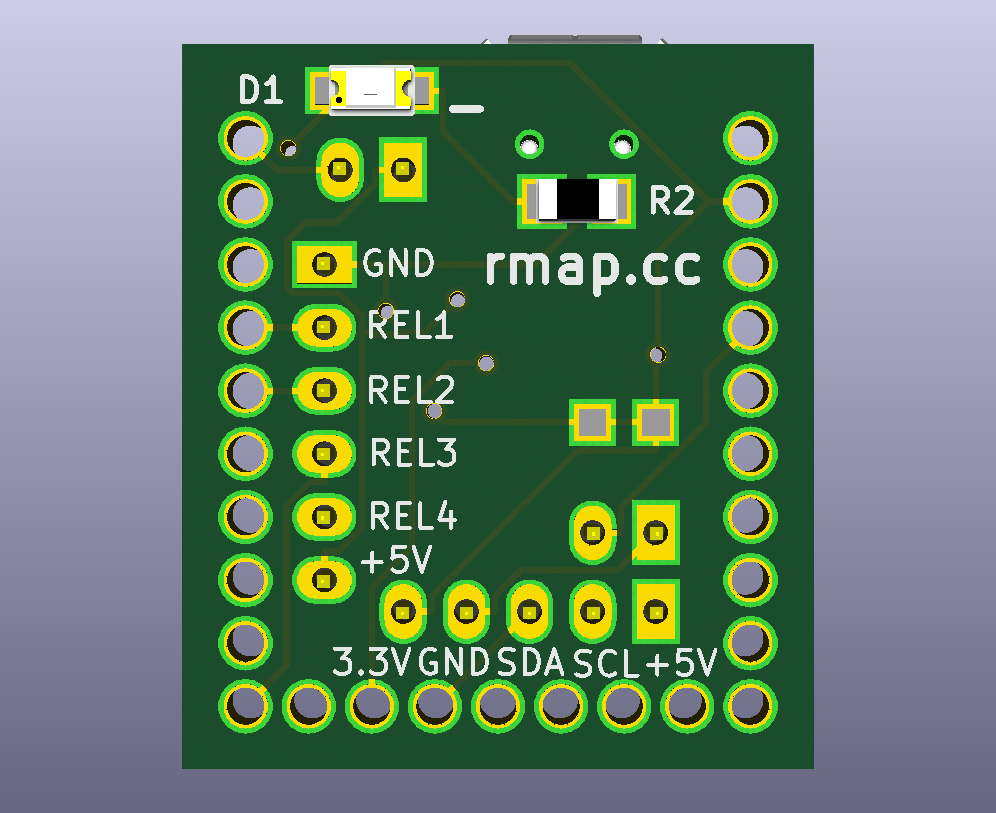 D1
R2
GND
rmap.cc
REL1
REL2
REL3
REL4
+5V
3.3V GND SDA SCL +5V